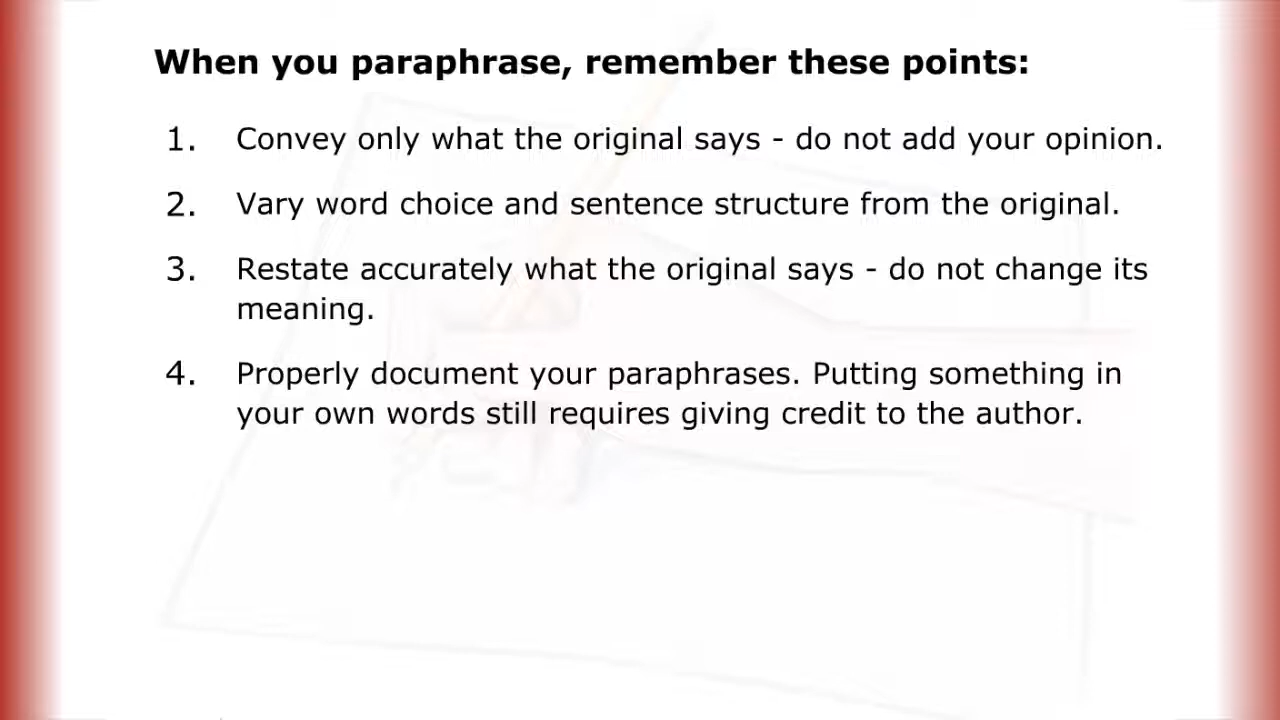 When you paraphrase, remember these points:
1. Convey only what the original says - do not add your opinion.
2. Vary word choice and sentence structure from the original.
3. Restate accurately what the original says - do not change its
meaning.
4. Properly document your paraphrases. Putting something in
your own words still requires giving credit to the author.